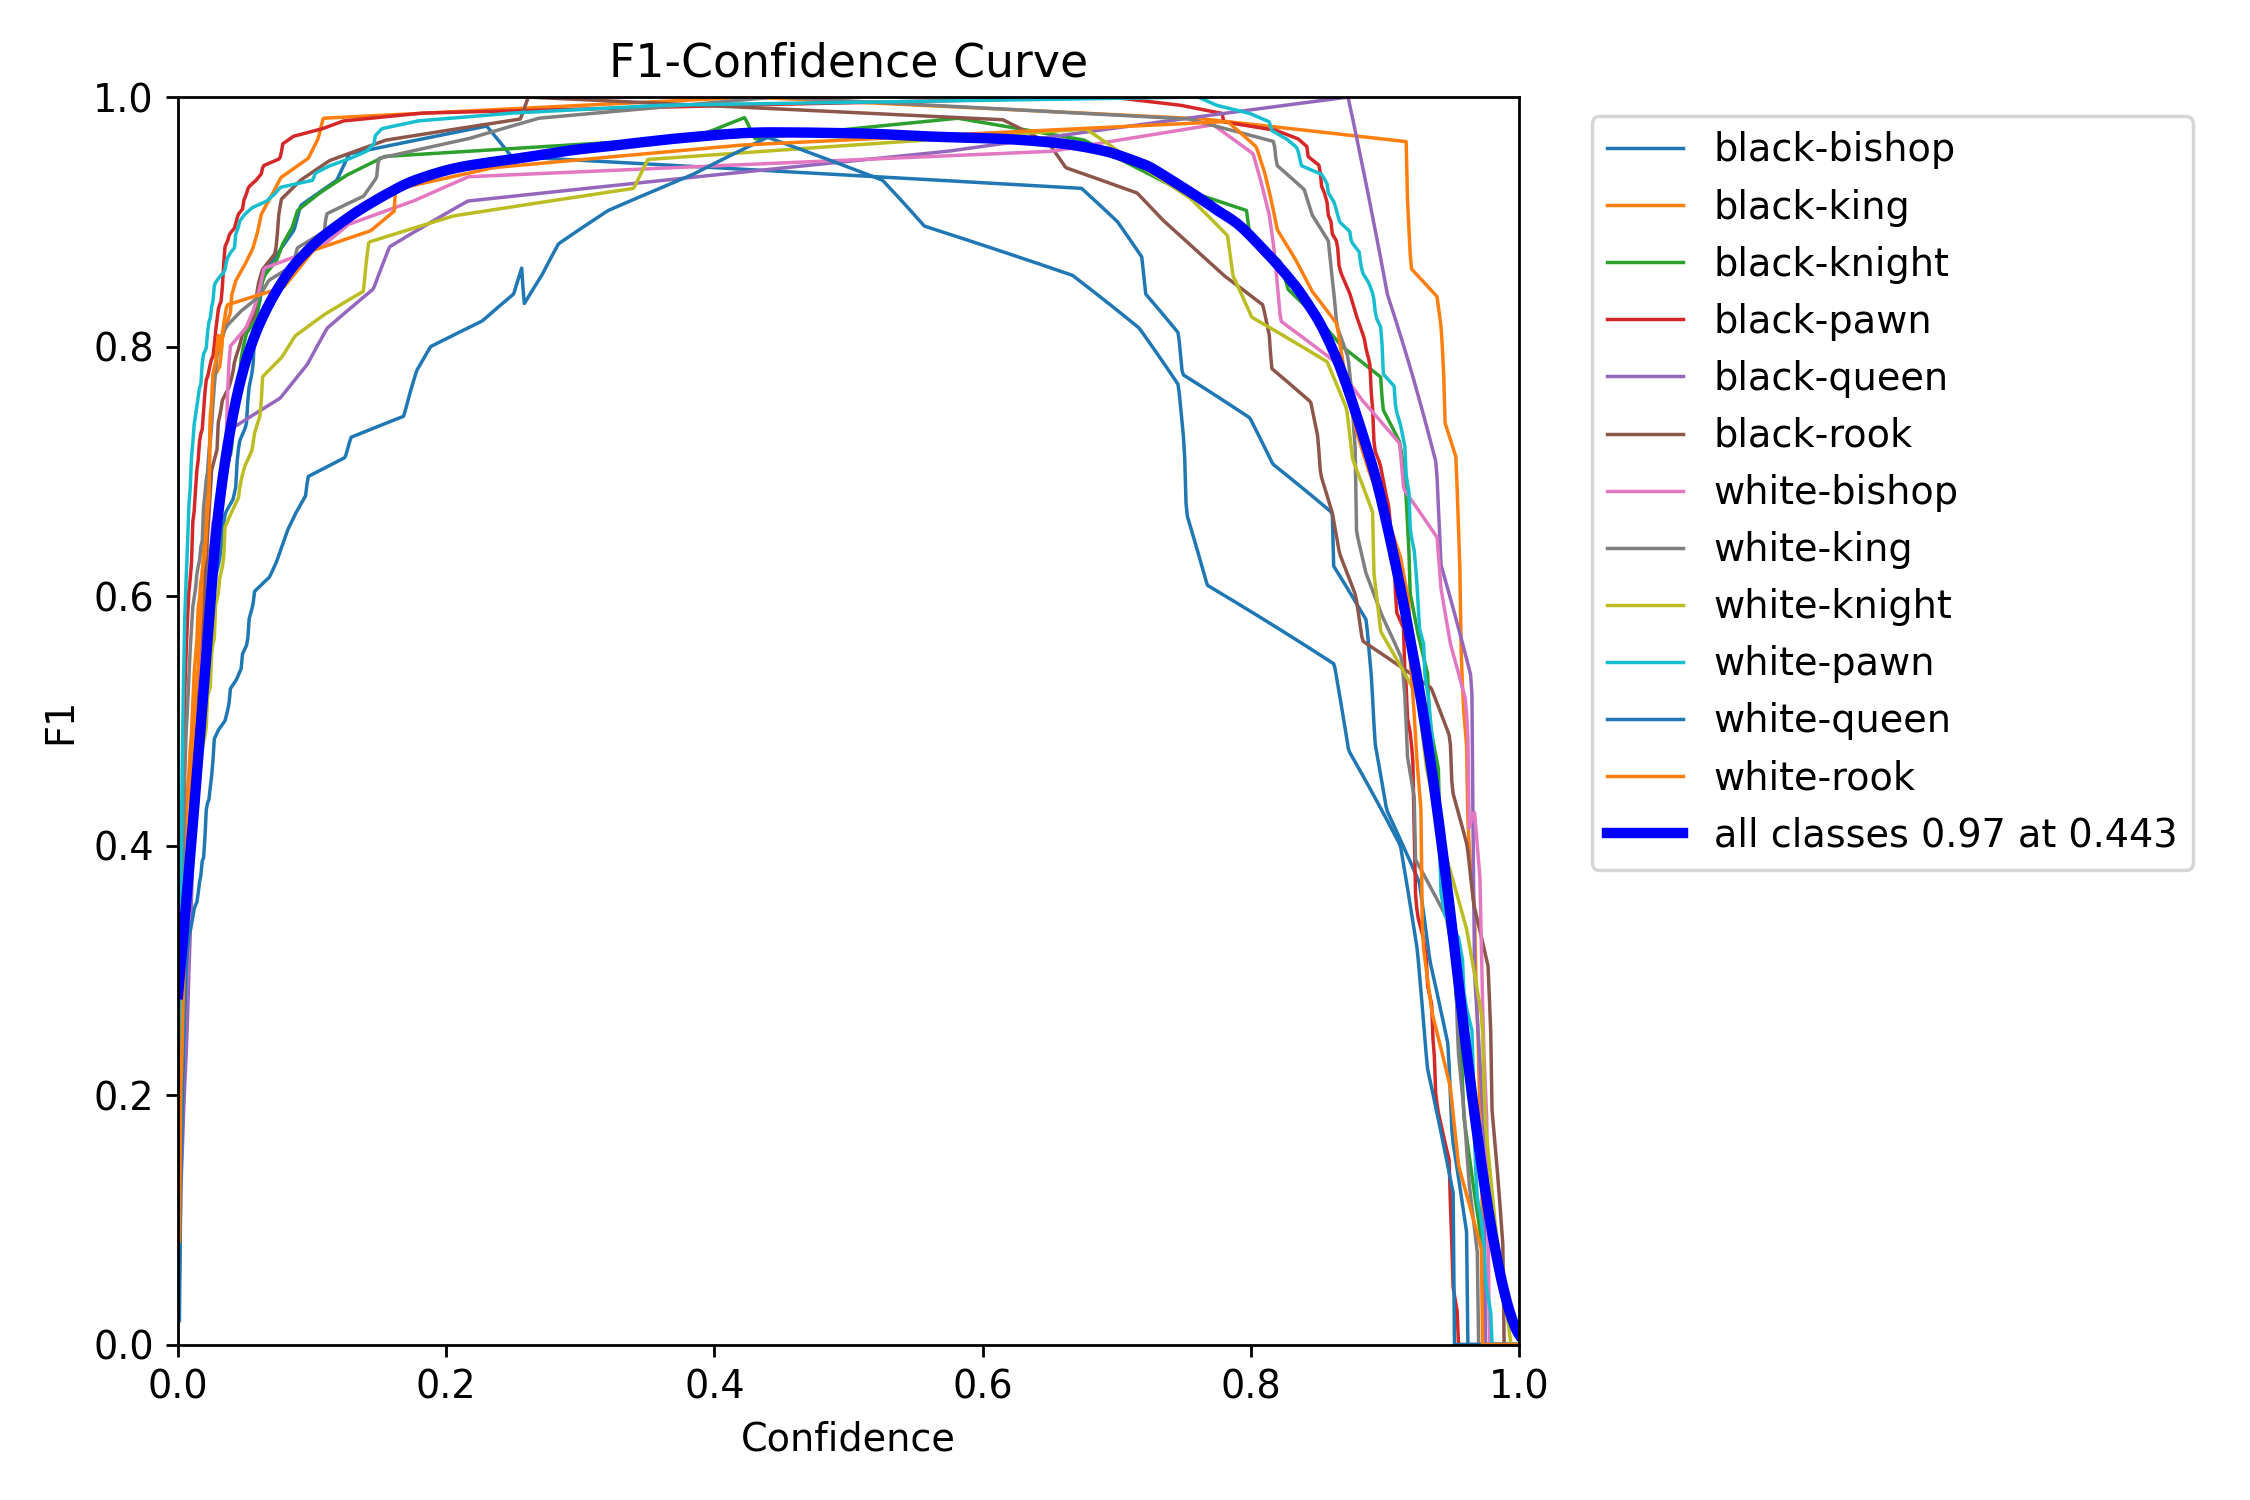 F1-Confidence Curve
1.0
0.8
0.6
0.4
0.2
0.0
F1
0.0 0.2 0.4 0.6 0.8 1.0
Confidence
black-bishop
black-king
black-knight
black-pawn
black-queen
black-rook
white-bishop
white-king
white-knight
white-pawn
white-queen
white-rook
all classes 0.97 at 0.443